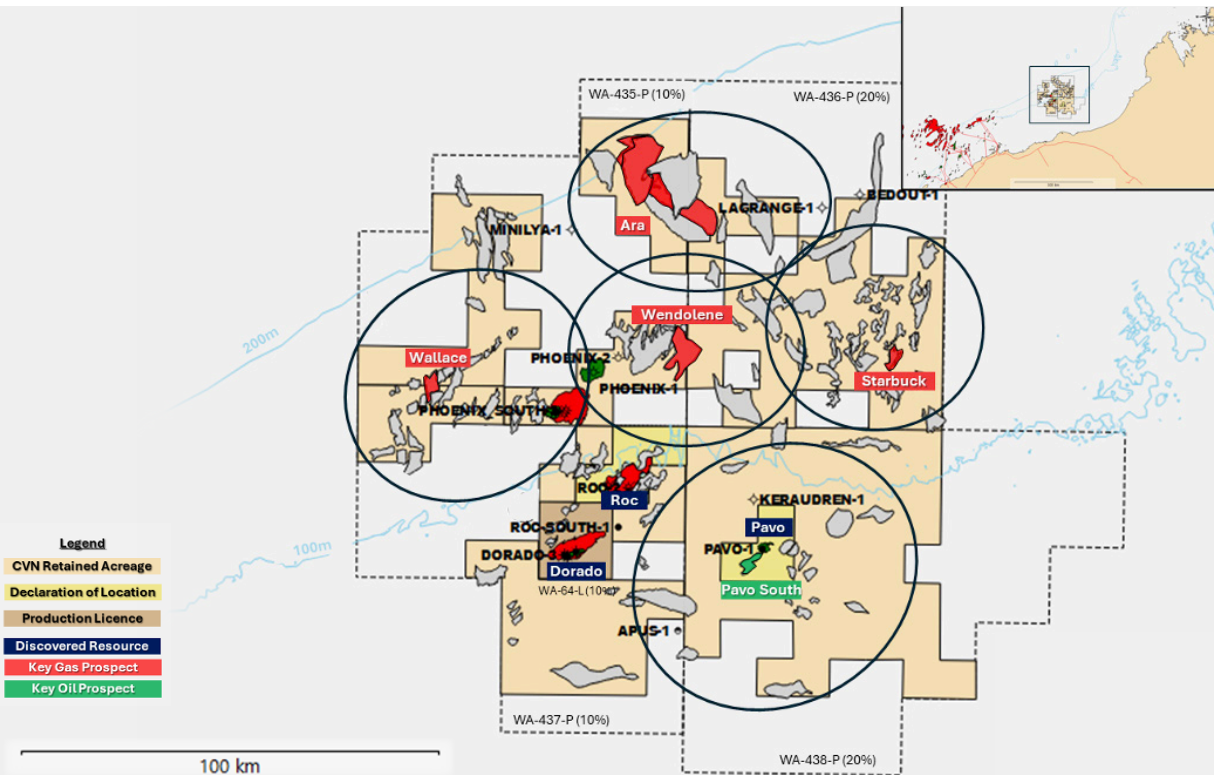 WA-435-P (10%)
WA-436-P (20%)
BEDOUT-1
LAGRANGE-1
Ara
MINILYA-1
200m
Wendolene
Wallace
PHOENIX-2
PHOENIX-1
Starbuck
PHOENIX_SOUTH
Roc
KERAUDREN-1
ROC-SOUTH-1
Pavo
100m
DORADO-3
PAVO-1
Dorado
Pavo South
WA-64-L (10%)
APUS-1
WA-437-P (10%)
WA-438-P (20%)
Legend
CVN Retained Acreage
Declaration of Location
Production Licence
Discovered Resource
Key Gas Prospect
Key Oil Prospect
100 km